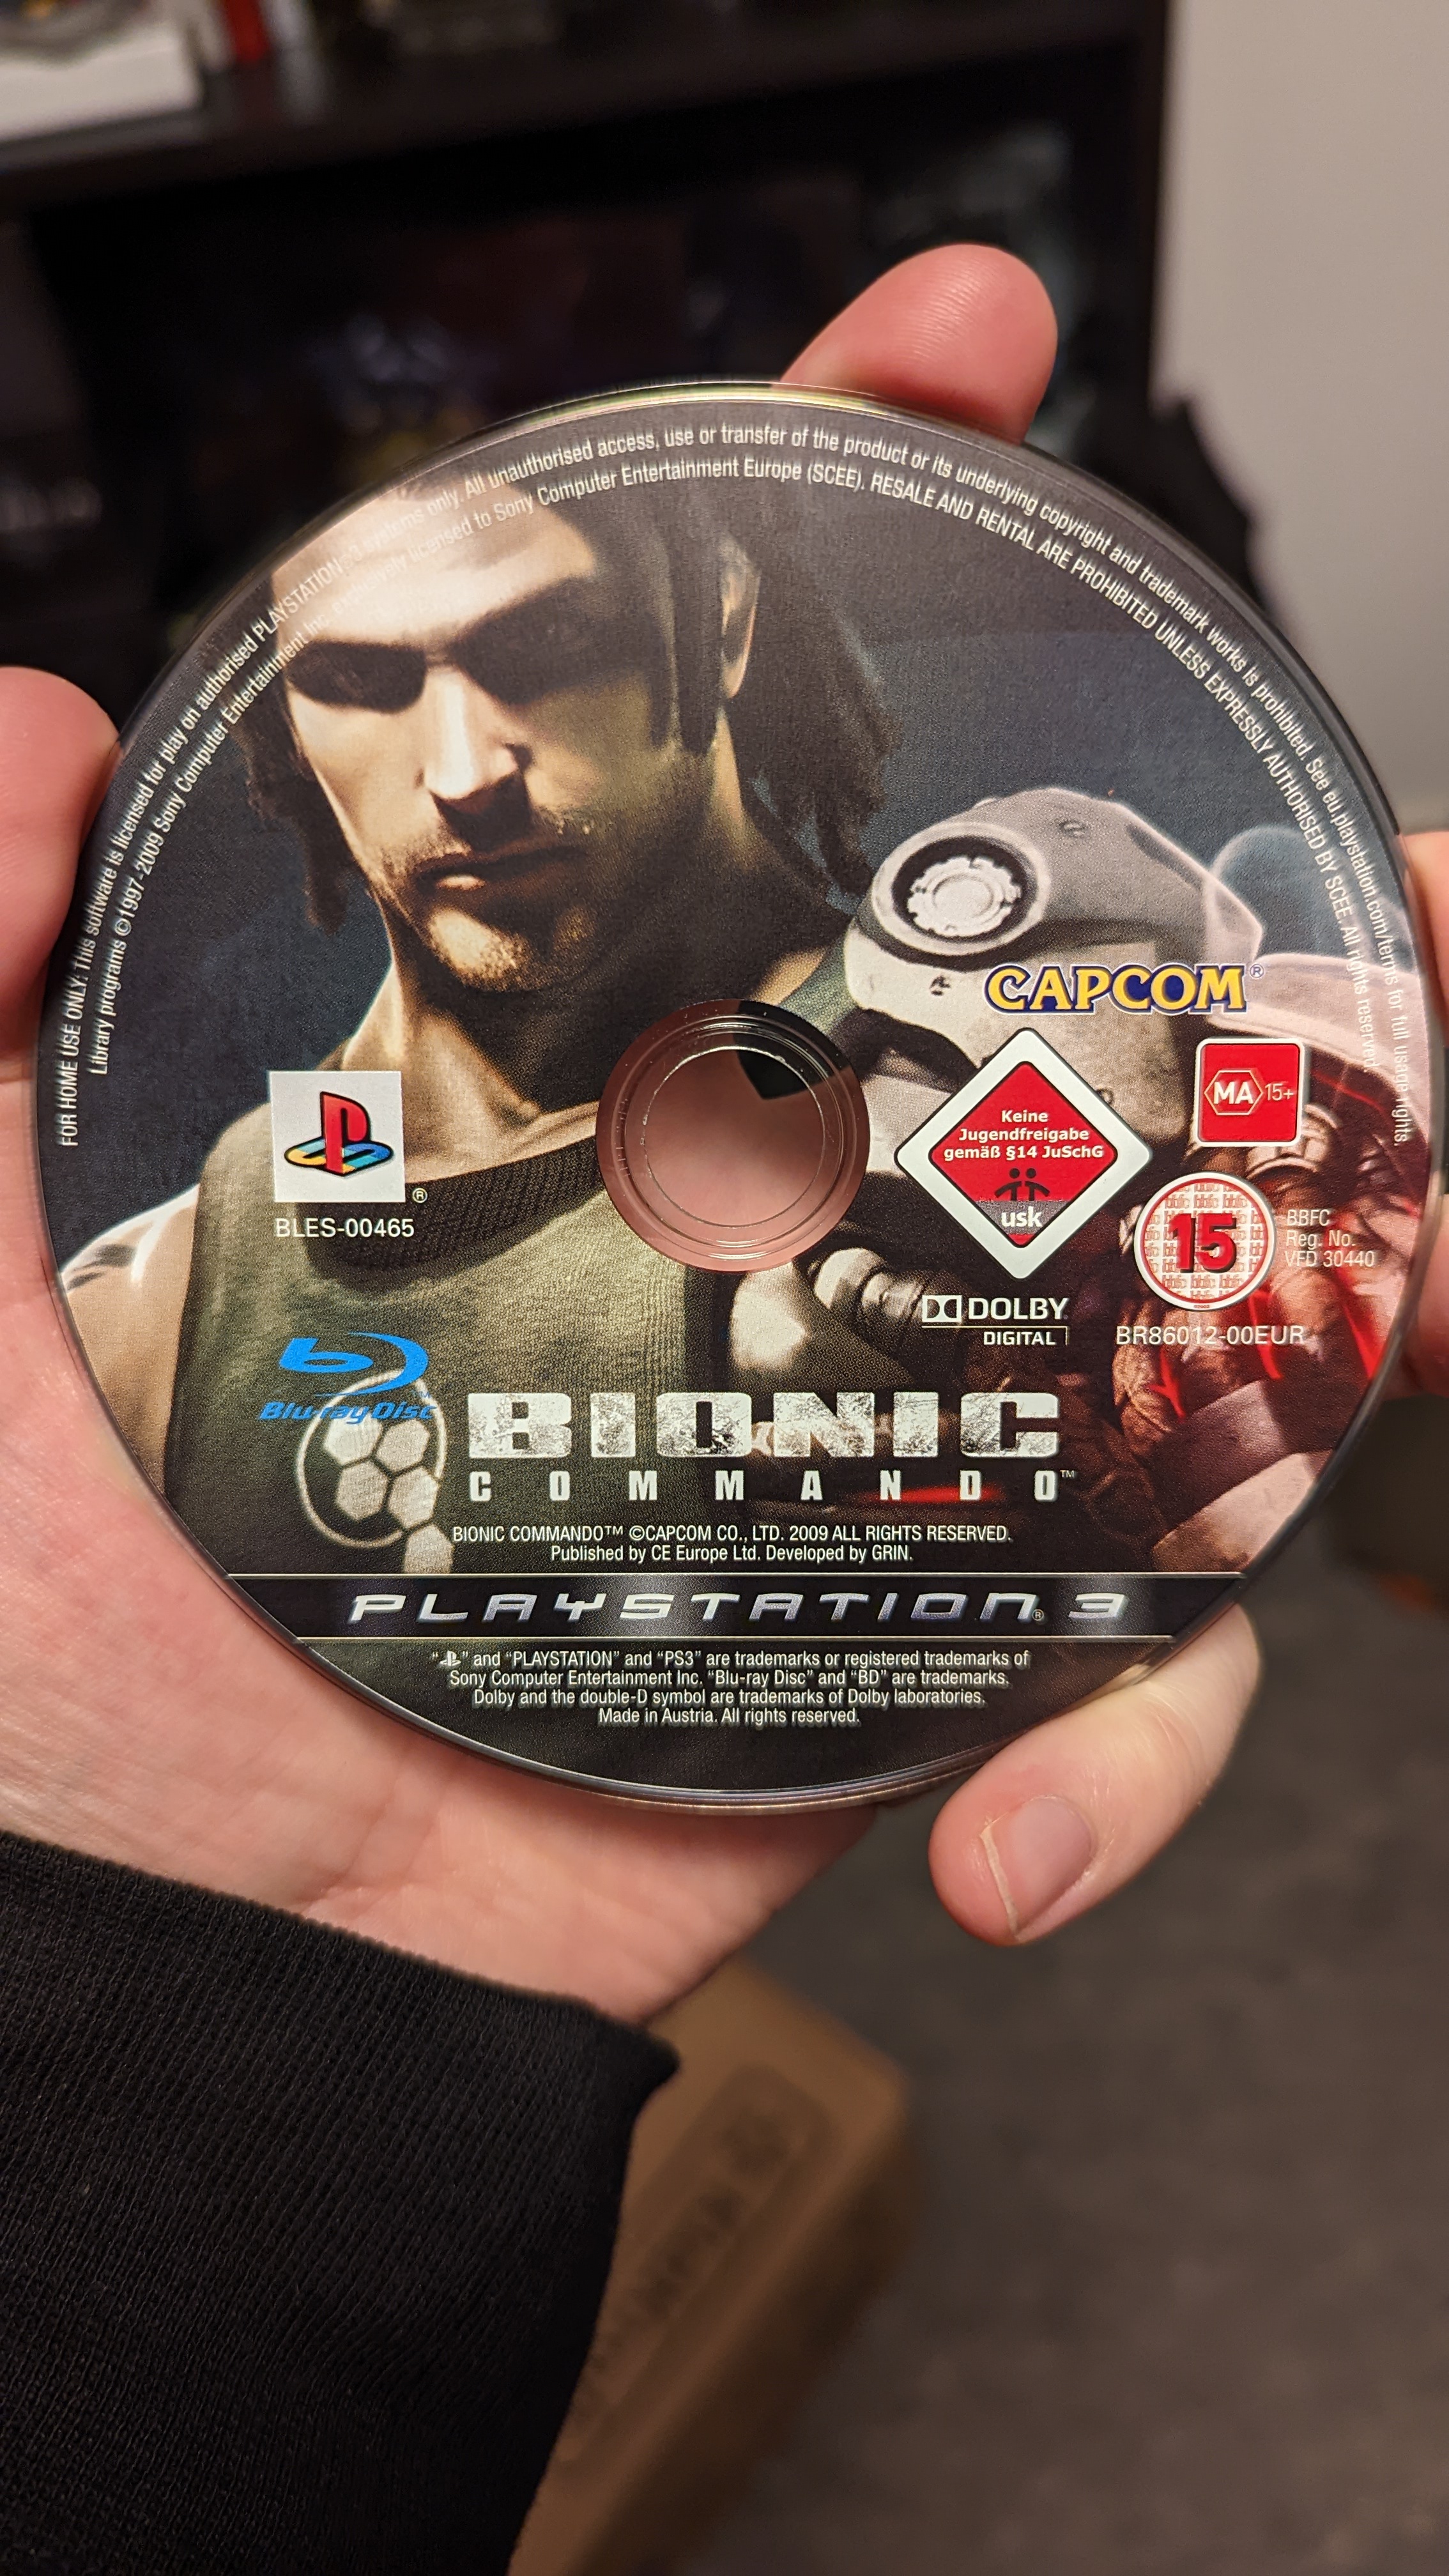 FOR HOME USE ONLY: This software is licensed for play on authorised PLAYSTATION 3 systems only. All unauthorised access, use or transfer of the product or its underlying copyright and trademark works is prohibited. See eu.playstation.com/terms for full usage rights.
Library programs ©1997-2009 Sony Computer Entertainment Inc. exclusively licensed to Sony Computer Entertainment Europe (SCEE). RESALE AND RENTAL ARE PROHIBITED UNLESS EXPRESSLY AUTHORISED BY SCEE. All rights reserved.
CAPCOM®
MA 15+
Keine
Jugendfreigabe
gemäß §14 JuSchG
usk
®
BLES-00465
15
BBFC
Reg. No.
VFD 30440
DOLBY
DIGITAL
BR86012-00EUR
Blu-ray Disc
BIONIC
COMMANDO™
BIONIC COMMANDO™ ©CAPCOM CO., LTD. 2009 ALL RIGHTS RESERVED.
Published by CE Europe Ltd. Developed by GRIN.
PLAYSTATION®3
" " and "PLAYSTATION" and "PS3" are trademarks or registered trademarks of
Sony Computer Entertainment Inc. "Blu-ray Disc" and "BD" are trademarks.
Dolby and the double-D symbol are trademarks of Dolby laboratories.
Made in Austria. All rights reserved.